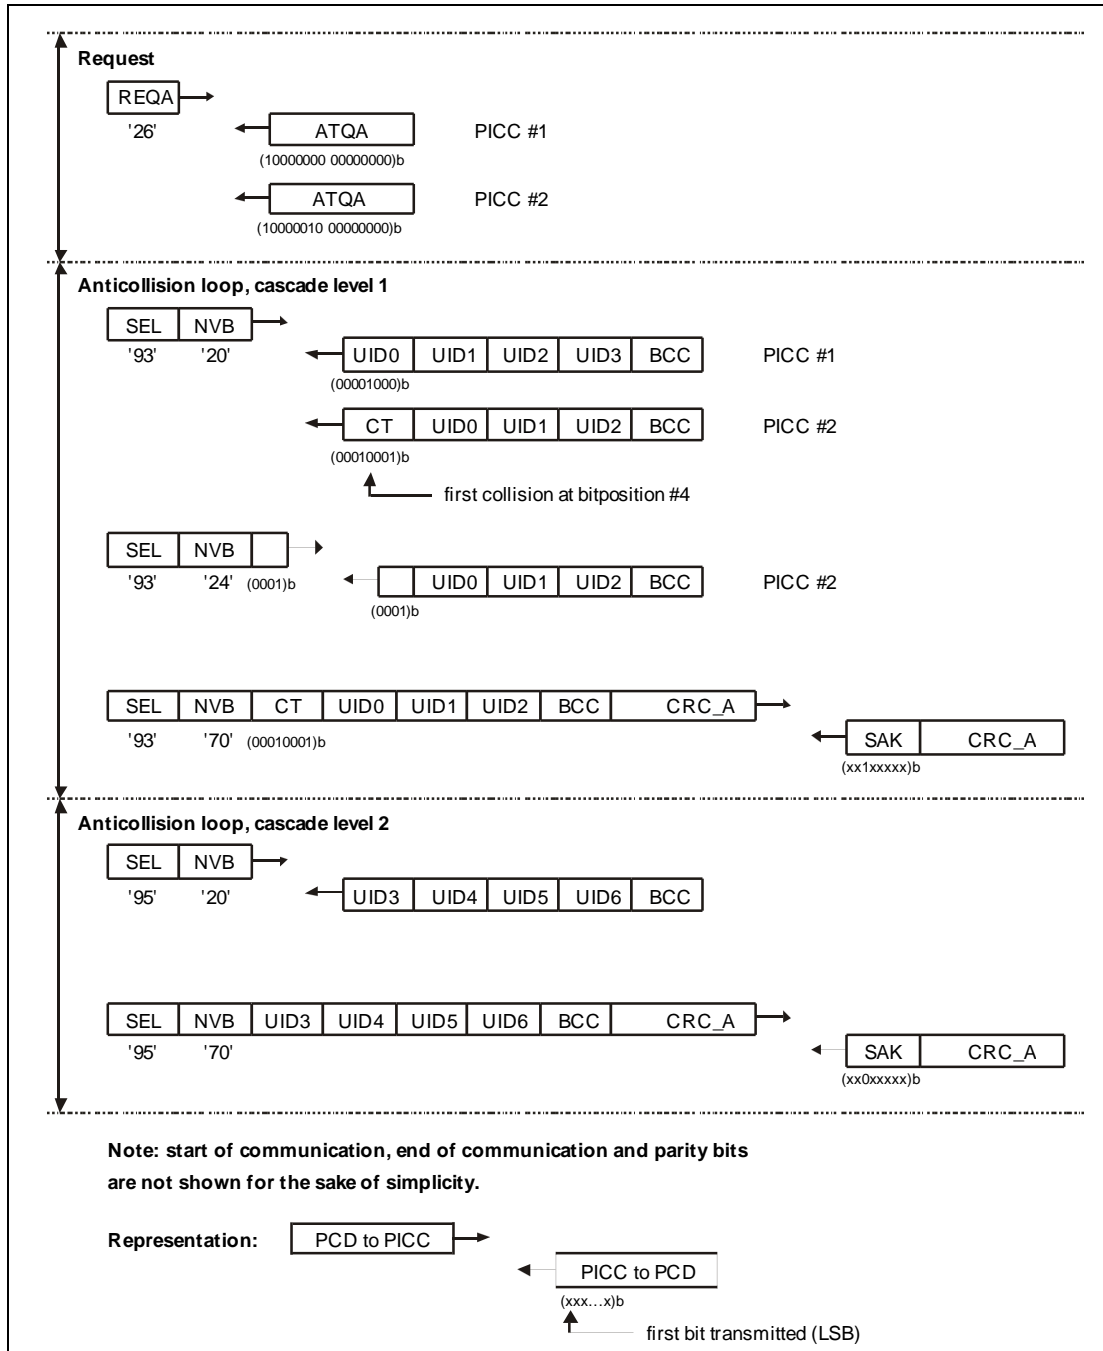 Request
REQA
'26'
ATQA PICC #1
(10000000 00000000)b
ATQA PICC #2
(10000010 00000000)b
Anticollision loop, cascade level 1
SEL NVB
'93' '20'
UID0 UID1 UID2 UID3 BCC PICC #1
(00001000)b
CT UID0 UID1 UID2 BCC PICC #2
(00010001)b
first collision at bitposition #4
SEL NVB
'93' '24' (0001)b
UID0 UID1 UID2 BCC PICC #2
(0001)b
SEL NVB CT UID0 UID1 UID2 BCC CRC_A
'93' '70' (00010001)b
SAK CRC_A
(xx1xxxxx)b
Anticollision loop, cascade level 2
SEL NVB
'95' '20'
UID3 UID4 UID5 UID6 BCC
SEL NVB UID3 UID4 UID5 UID6 BCC CRC_A
'95' '70'
SAK CRC_A
(xx0xxxxx)b
Note: start of communication, end of communication and parity bits
are not shown for the sake of simplicity.
Representation: PCD to PICC
PICC to PCD
(xxx...x)b
first bit transmitted (LSB)